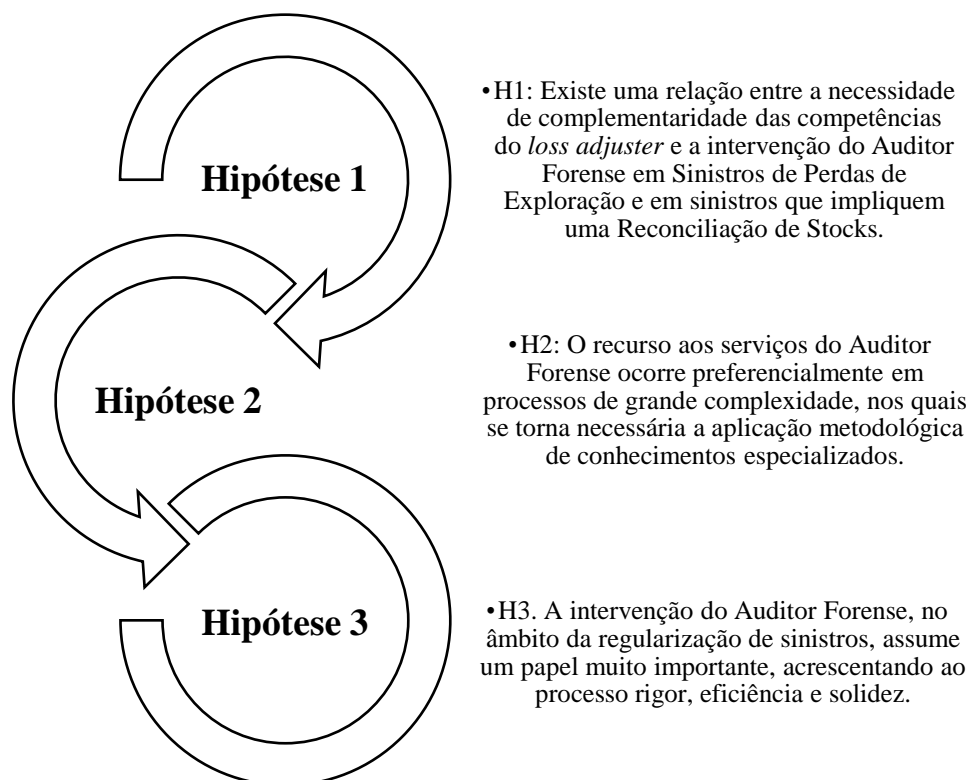 Hipótese 1
•H1: Existe uma relação entre a necessidade
de complementaridade das competências
do loss adjuster e a intervenção do Auditor
Forense em Sinistros de Perdas de
Exploração e em sinistros que impliquem
uma Reconciliação de Stocks.
Hipótese 2
•H2: O recurso aos serviços do Auditor
Forense ocorre preferencialmente em
processos de grande complexidade, nos quais
se torna necessária a aplicação metodológica
de conhecimentos especializados.
Hipótese 3
•H3. A intervenção do Auditor Forense, no
âmbito da regularização de sinistros, assume
um papel muito importante, acrescentando ao
processo rigor, eficiência e solidez.